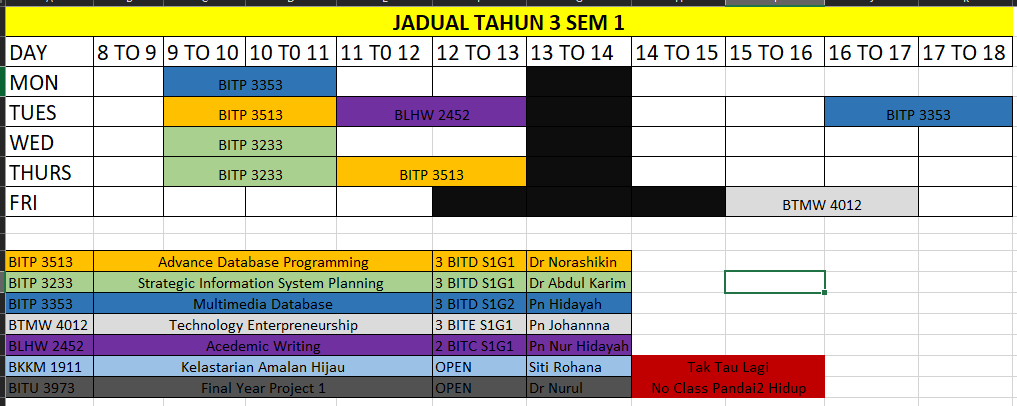 JADUAL TAHUN 3 SEM 1
DAY 8 TO 9 9 TO 10 10 T0 11 11 T0 12 12 TO 13 13 TO 14 14 TO 15 15 TO 16 16 TO 17 17 TO 18
MON BITP 3353
TUES BITP 3513 BLHW 2452 BITP 3353
WED BITP 3233
THURS BITP 3233 BITP 3513
FRI BTMW 4012
BITP 3513 Advance Database Programming 3 BITD S1G1 Dr Norashikin
BITP 3233 Strategic Information System Planning 3 BITD S1G1 Dr Abdul Karim
BITP 3353 Multimedia Database 3 BITD S1G2 Pn Hidayah
BTMW 4012 Technology Enterpreneurship 3 BITE S1G1 Pn Johannna
BLHW 2452 Acedemic Writing 2 BITC S1G1 Pn Nur Hidayah
BKKM 1911 Kelastarian Amalan Hijau OPEN Siti Rohana Tak Tau Lagi
BITU 3973 Final Year Project 1 OPEN Dr Nurul No Class Pandai2 Hidup